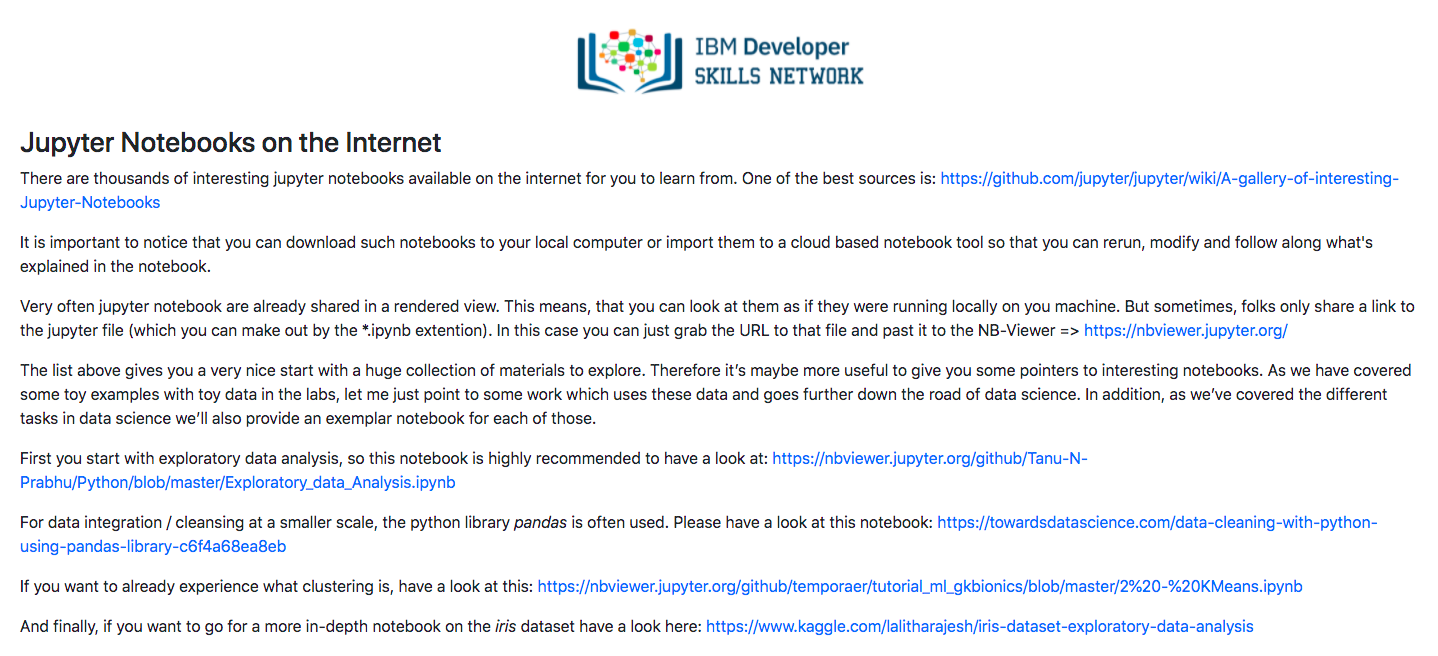 IBM Developer
SKILLS NETWORK
Jupyter Notebooks on the Internet
There are thousands of interesting jupyter notebooks available on the internet for you to learn from. One of the best sources is: https://github.com/jupyter/jupyter/wiki/A-gallery-of-interesting-
Jupyter-Notebooks
It is important to notice that you can download such notebooks to your local computer or import them to a cloud based notebook tool so that you can rerun, modify and follow along what's
explained in the notebook.
Very often jupyter notebook are already shared in a rendered view. This means, that you can look at them as if they were running locally on you machine. But sometimes, folks only share a link to
the jupyter file (which you can make out by the *.ipynb extention). In this case you can just grab the URL to that file and past it to the NB-Viewer => https://nbviewer.jupyter.org/
The list above gives you a very nice start with a huge collection of materials to explore. Therefore it’s maybe more useful to give you some pointers to interesting notebooks. As we have covered
some toy examples with toy data in the labs, let me just point to some work which uses these data and goes further down the road of data science. In addition, as we’ve covered the different
tasks in data science we’ll also provide an exemplar notebook for each of those.
First you start with exploratory data analysis, so this notebook is highly recommended to have a look at: https://nbviewer.jupyter.org/github/Tanu-N-
Prabhu/Python/blob/master/Exploratory_data_Analysis.ipynb
For data integration / cleansing at a smaller scale, the python library pandas is often used. Please have a look at this notebook: https://towardsdatascience.com/data-cleaning-with-python-
using-pandas-library-c6f4a68ea8eb
If you want to already experience what clustering is, have a look at this: https://nbviewer.jupyter.org/github/temporaer/tutorial_ml_gkbionics/blob/master/2%20-%20KMeans.ipynb
And finally, if you want to go for a more in-depth notebook on the iris dataset have a look here: https://www.kaggle.com/lalitharajesh/iris-dataset-exploratory-data-analysis